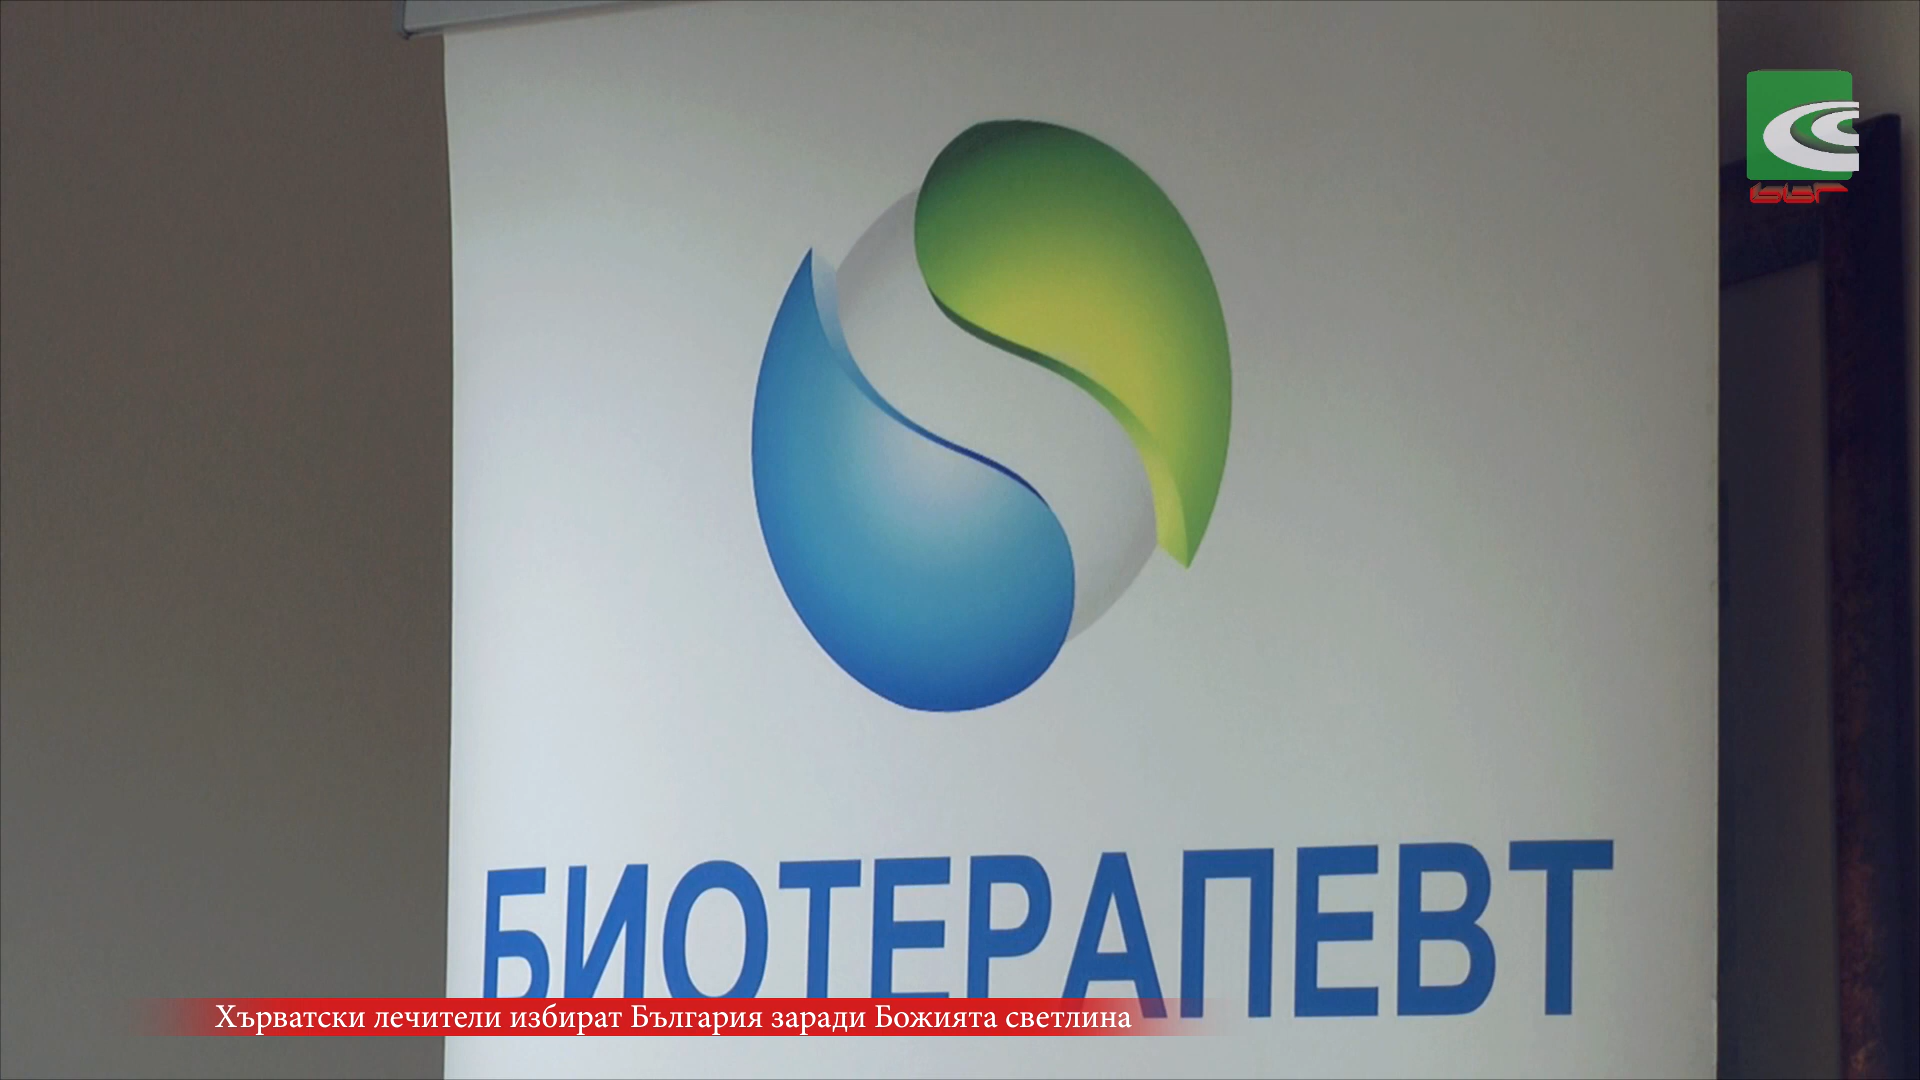 БИОТЕРАПЕВТ
Хърватски лечители избират България заради Божията светлина